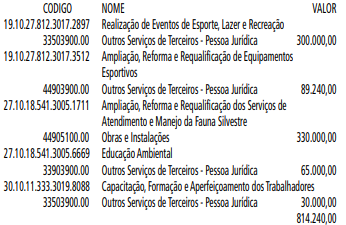 CODIGO NOME VALOR
19.10.27.812.3017.2897 Realização de Eventos de Esporte, Lazer e Recreação
33503900.00 Outros Serviços de Terceiros - Pessoa Jurídica 300.000,00
19.10.27.812.3017.3512 Ampliação, Reforma e Requalificação de Equipamentos
Esportivos
44903900.00 Outros Serviços de Terceiros - Pessoa Jurídica 89.240,00
27.10.18.541.3005.1711 Ampliação, Reforma e Requalificação dos Serviços de
Atendimento e Manejo da Fauna Silvestre
44905100.00 Obras e Instalações 330.000,00
27.10.18.541.3005.6669 Educação Ambiental
33903900.00 Outros Serviços de Terceiros - Pessoa Jurídica 65.000,00
30.10.11.333.3019.8088 Capacitação, Formação e Aperfeiçoamento dos Trabalhadores
33503900.00 Outros Serviços de Terceiros - Pessoa Jurídica 30.000,00
814.240,00